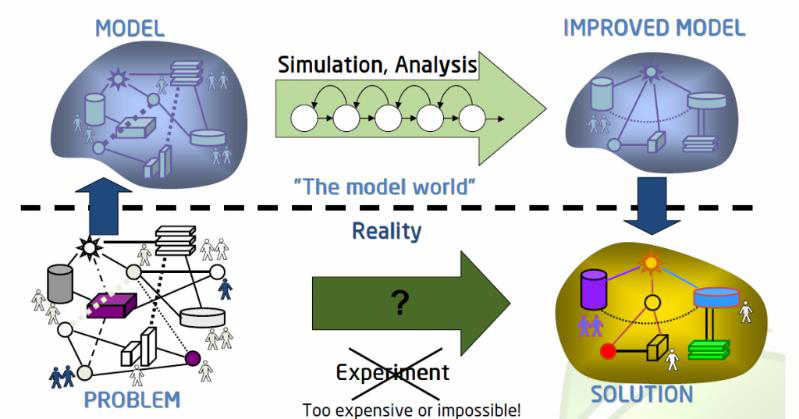 MODEL
IMPROVED MODEL
Simulation, Analysis
"The model world"
Reality
?
Experiment
Too expensive or impossible!
PROBLEM
SOLUTION